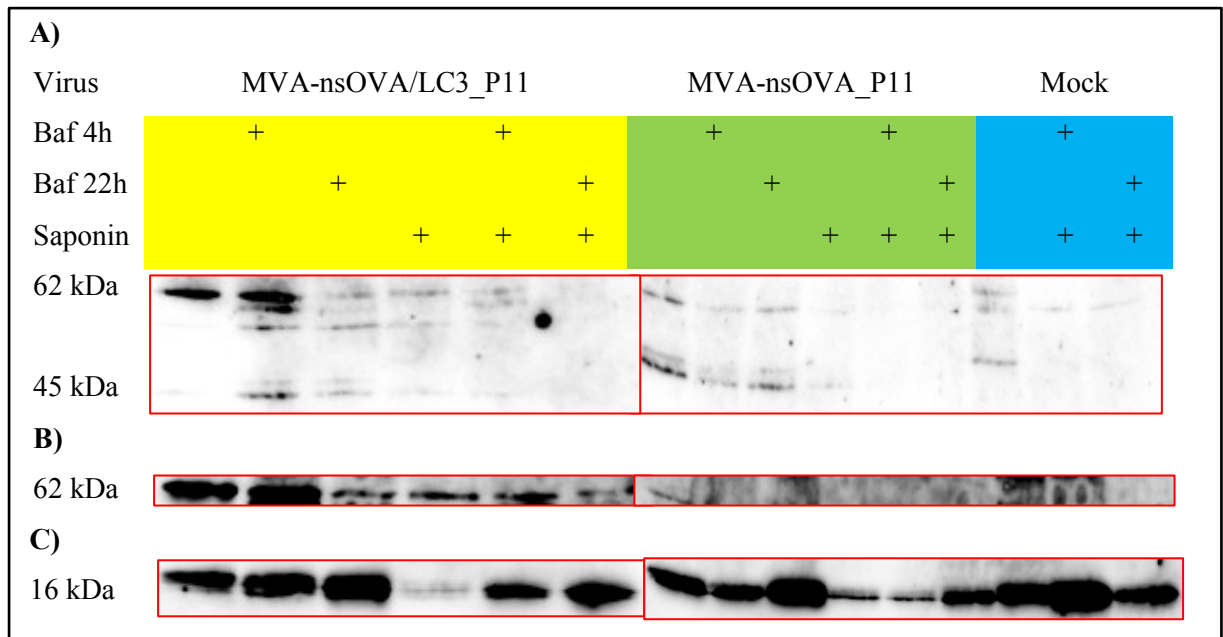 A)
Virus MVA-nsOVA/LC3_P11 MVA-nsOVA_P11 Mock
Baf 4h + + + + +
Baf 22h + + + + +
Saponin + + + + + + + +
62 kDa
45 kDa
B)
62 kDa
C)
16 kDa